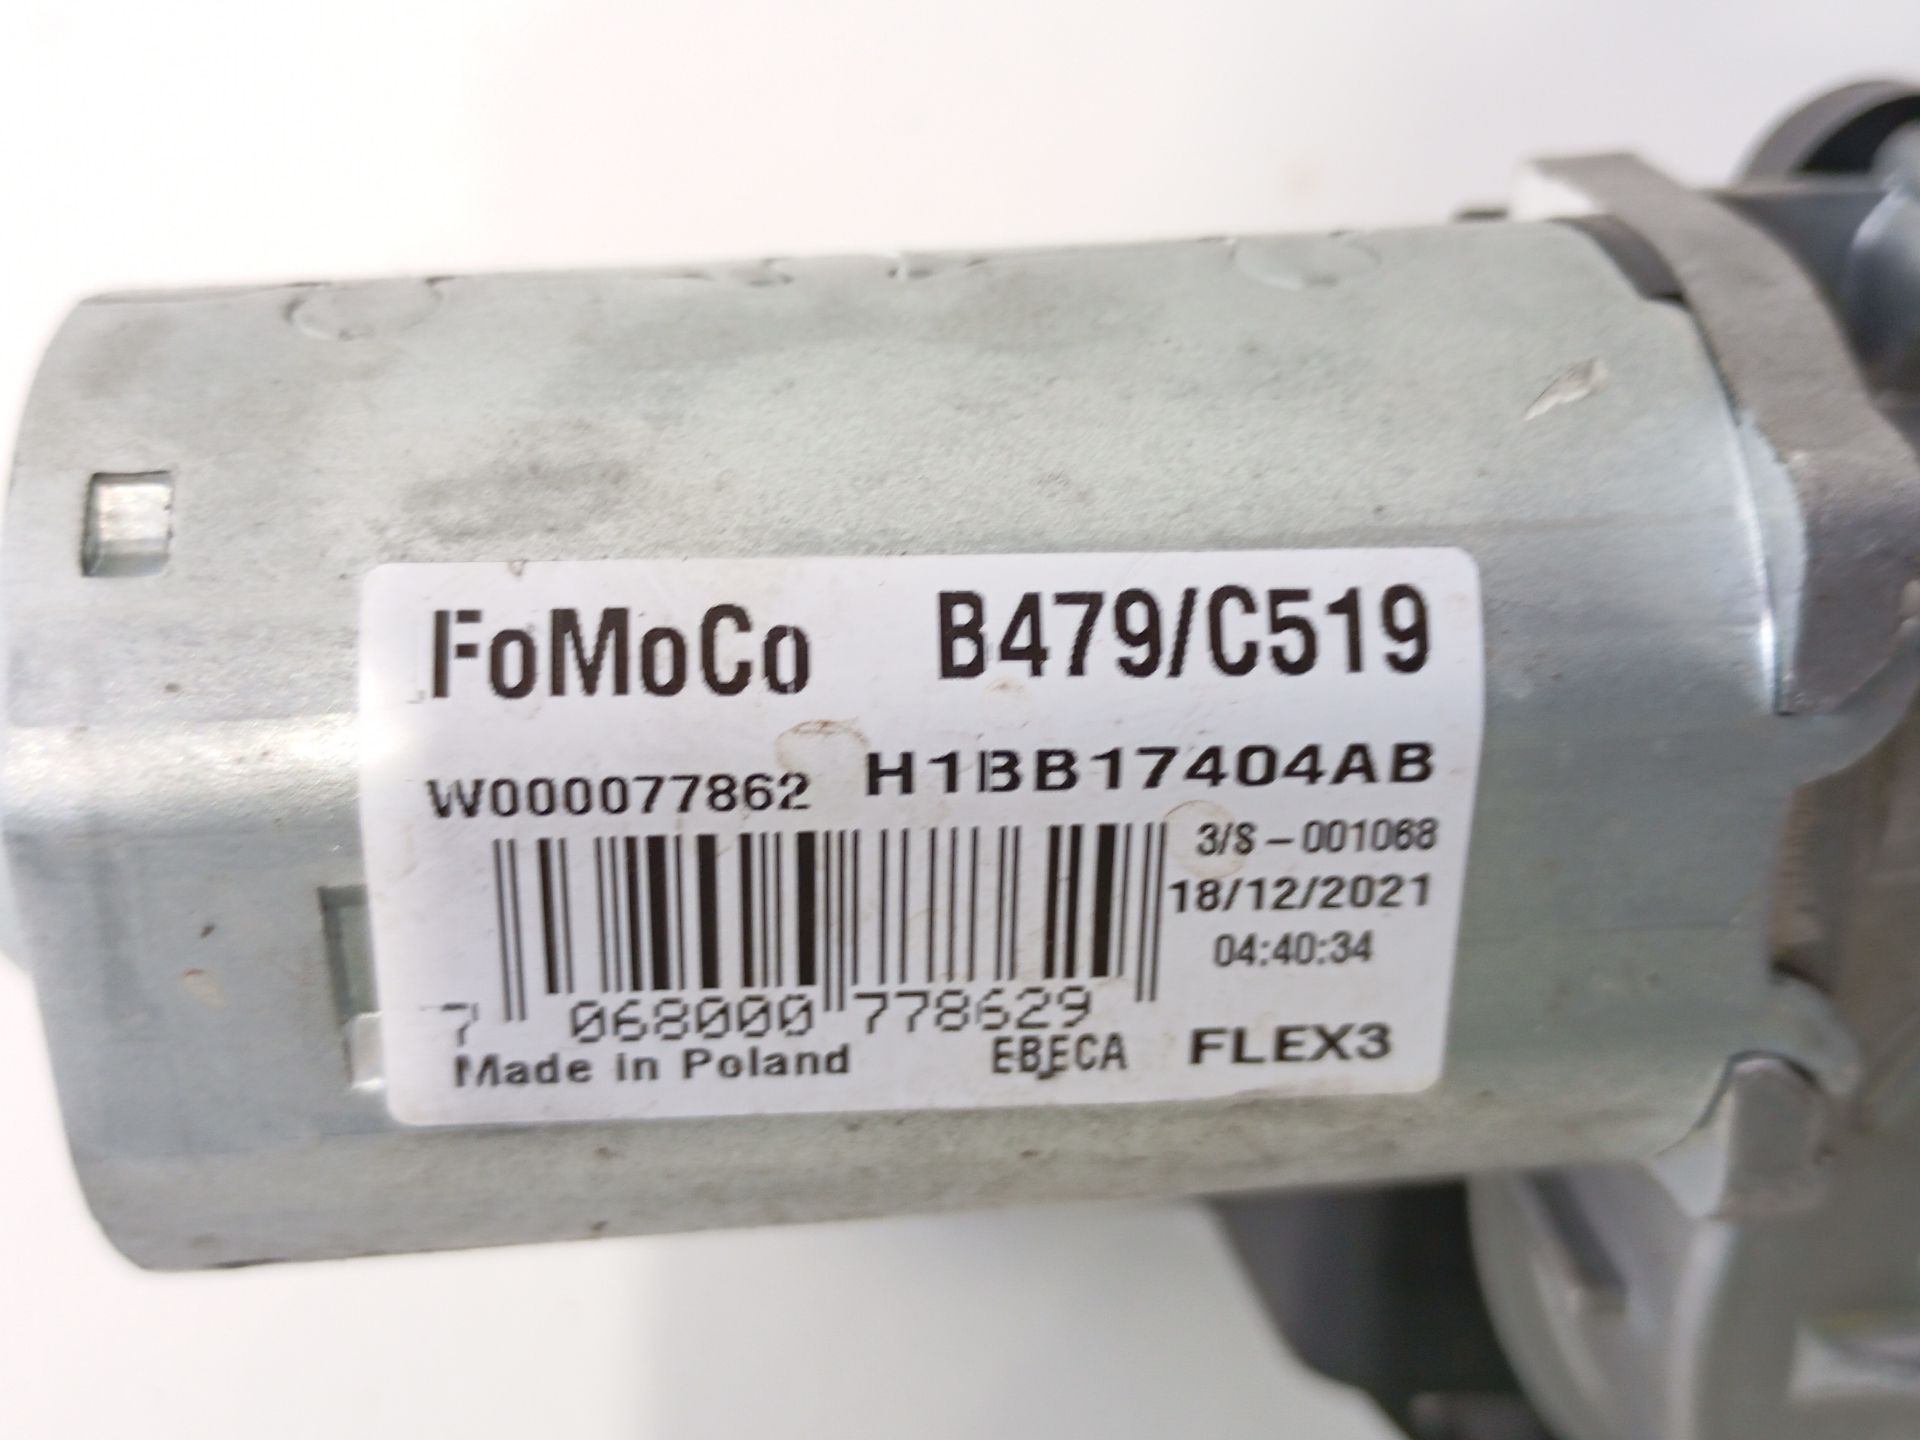 FoMoCo B479/C519
W000077862 H1BB17404AB
3/S-001068
18/12/2021
04:40:34
7 068000 778629
Made in Poland EBECA FLEX3